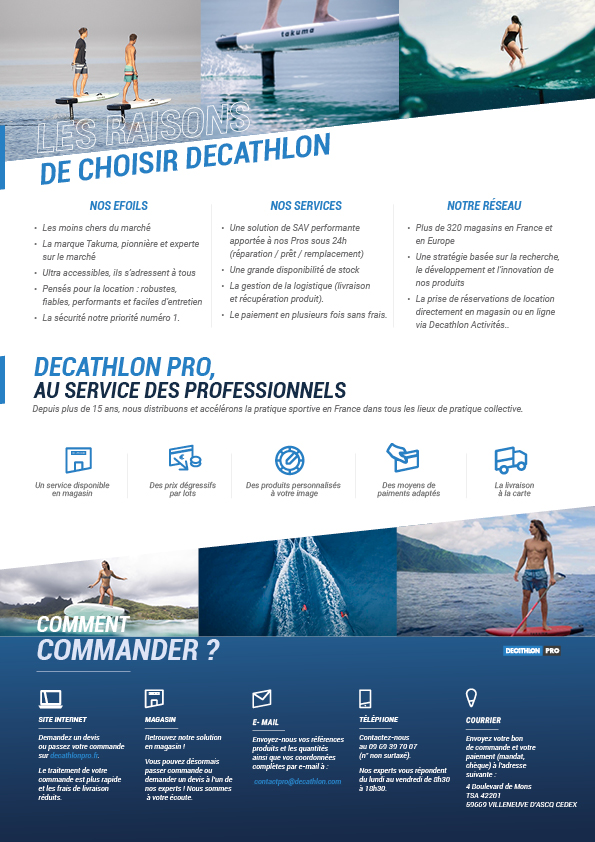 takuma
LES RAISONS
DE CHOISIR DECATHLON
NOS EFOILS
• Les moins chers du marché
• La marque Takuma, pionnière et experte
sur le marché
• Ultra accessibles, ils s'adressent à tous
• Pensés pour la location : robustes,
fiables, performants et faciles d'entretien
• La sécurité notre priorité numéro 1.
NOS SERVICES
• Une solution de SAV performante
apportée à nos Pros sous 24h
(réparation / prêt / remplacement)
• Une grande disponibilité de stock
• La gestion de la logistique (livraison
et récupération produit).
• Le paiement en plusieurs fois sans frais.
NOTRE RÉSEAU
• Plus de 320 magasins en France et
en Europe
• Une stratégie basée sur la recherche,
le développement et l'innovation de
nos produits
• La prise de réservations de location
directement en magasin ou en ligne
via Decathlon Activités..
DECATHLON PRO,
AU SERVICE DES PROFESSIONNELS
Depuis plus de 15 ans, nous distribuons et accélérons la pratique sportive en France dans tous les lieux de pratique collective.
Un service disponible
en magasin
Des prix dégressifs
par lots
Des produits personnalisés
à votre image
Des moyens de
paiments adaptés
La livraison
à la carte
COMMENT
COMMANDER ?
DECATHLON PRO
SITE INTERNET
Demandez un devis
ou passez votre commande
sur decathlonpro.fr.
Le traitement de votre
commande est plus rapide
et les frais de livraison
réduits.
MAGASIN
Retrouvez notre solution
en magasin !
Vous pouvez désormais
passer commande ou
demander un devis à l'un de
nos experts ! Nous sommes
à votre écoute.
E- MAIL
Envoyez-nous vos références
produits et les quantités
ainsi que vos coordonnées
complètes par e-mail à :
contactpro@decathlon.com
TÉLÉPHONE
Contactez-nous
au 09 69 39 70 07
(n° non surtaxé).
Nos experts vous répondent
du lundi au vendredi de 8h30
à 18h30.
COURRIER
Envoyez votre bon
de commande et votre
paiement (mandat,
chèque) à l'adresse
suivante :
4 Boulevard de Mons
TSA 42201
59669 VILLENEUVE D'ASCQ CEDEX